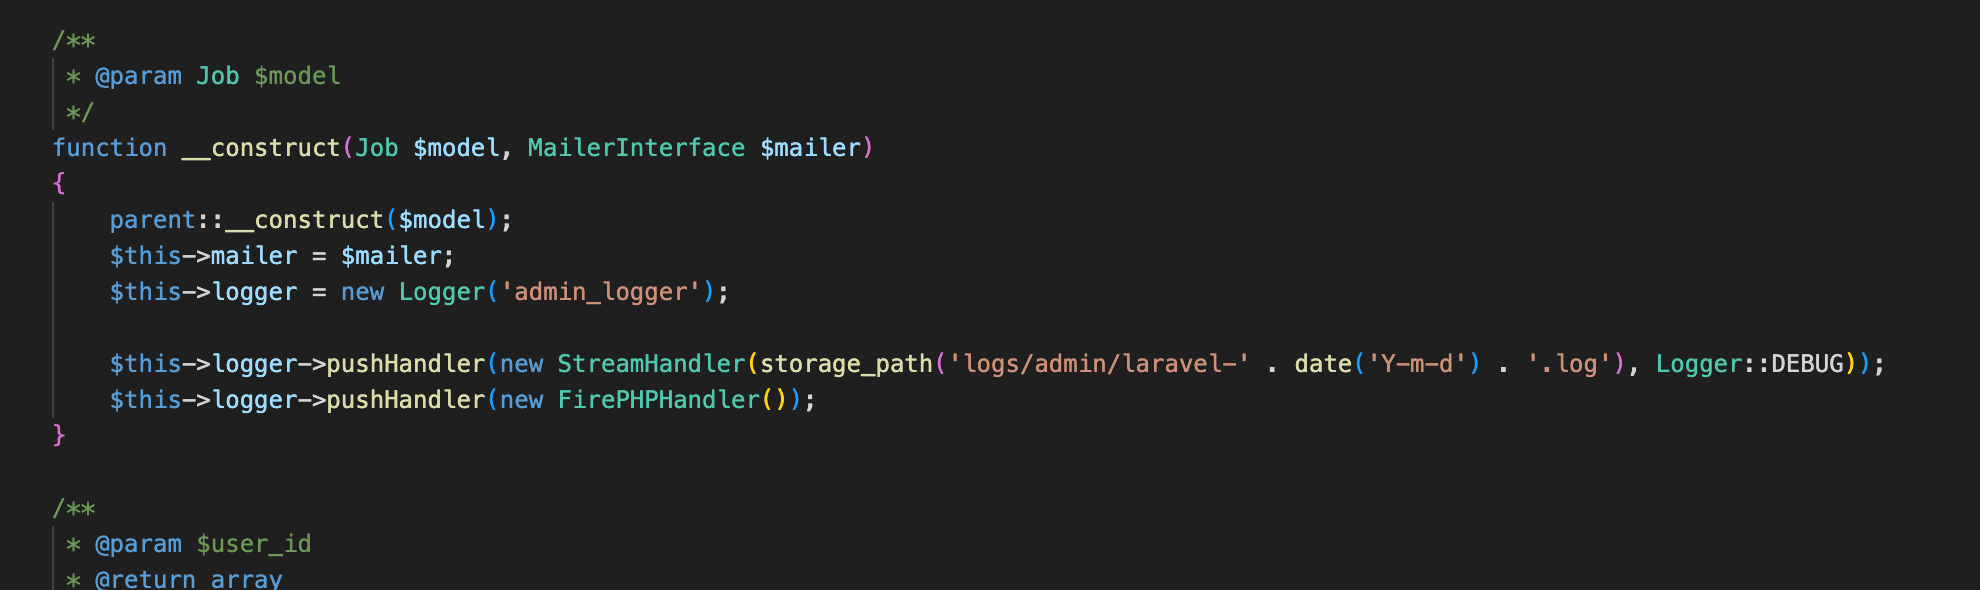 /**
 * @param Job $model
 */
function __construct(Job $model, MailerInterface $mailer)
{
    parent::__construct($model);
    $this->mailer = $mailer;
    $this->logger = new Logger('admin_logger');

    $this->logger->pushHandler(new StreamHandler(storage_path('logs/admin/laravel-' . date('Y-m-d') . '.log'), Logger::DEBUG));
    $this->logger->pushHandler(new FirePHPHandler());
}

/**
 * @param $user_id
 * @return array